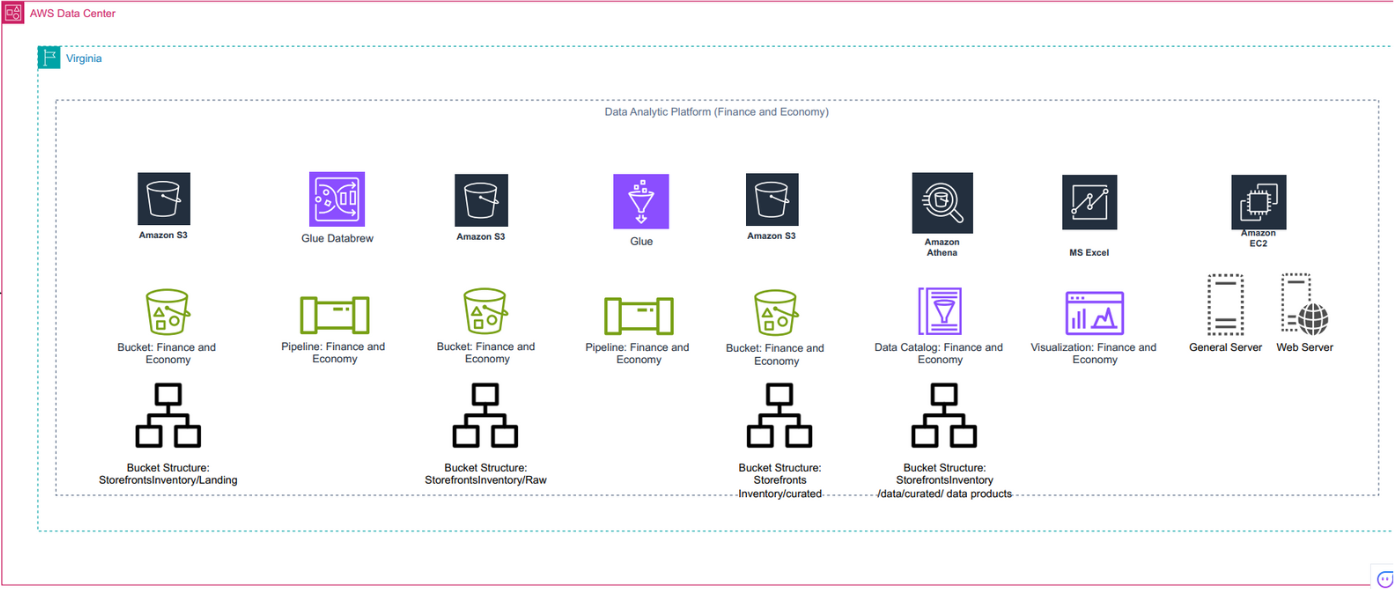 AWS Data Center
Virginia
Data Analytic Platform (Finance and Economy)
Amazon S3
Glue Databrew
Amazon S3
Glue
Amazon S3
Amazon
Athena
MS Excel
Amazon
EC2
Bucket: Finance and
Economy
Pipeline: Finance and
Economy
Bucket: Finance and
Economy
Pipeline: Finance and
Economy
Bucket: Finance and
Economy
Data Catalog: Finance and
Economy
Visualization: Finance and
Economy
General Server
Web Server
Bucket Structure:
StorefrontsInventory/Landing
Bucket Structure:
StorefrontsInventory/Raw
Bucket Structure:
Storefronts
Inventory/curated
Bucket Structure:
StorefrontsInventory
/data/curated/ data products